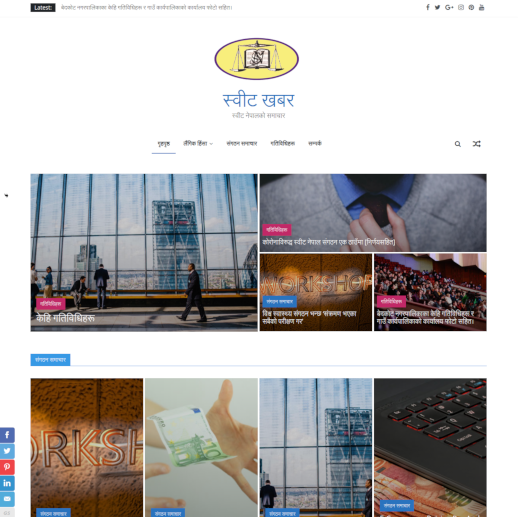 Latest:
बेदकोट नगरपालिकाका केहि गतिविधिहरू र गाउँ कार्यपालिकाको कार्यालय फोटो सहित।
स्वीट खबर
स्वीट नेपालको समाचार
गृहपृष्ठ
लैंगिक हिंसा
संगठन समाचार
गतिविधिहरू
सम्पर्क
गतिविधिहरू
केहि गतिविधिहरू
गतिविधिहरू
कोरोनाविरुद्ध स्वीट नेपाल संगठन एक ठाउँमा [निर्णयसहित]
संगठन समाचार
विश्व स्वास्थ्य संगठन भन्छ 'संक्रमण भएका
सबैको परीक्षण गर'
गतिविधिहरू
बेदकोट नगरपालिकाका केहि गतिविधिहरू र
गाउँ कार्यपालिकाको कार्यालय फोटो सहित।
संगठन समाचार
संगठन समाचार
संगठन समाचार
संगठन समाचार
संगठन समाचार